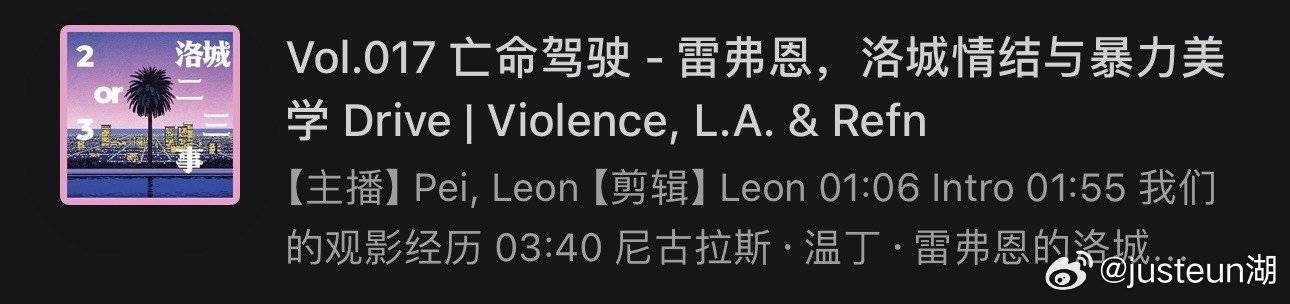 2
or
3
洛城
二
三
事
Vol.017 亡命驾驶 - 雷弗恩，洛城情结与暴力美
学 Drive | Violence, L.A. & Refn
【主播】Pei, Leon【剪辑】Leon 01:06 Intro 01:55 我们
的观影经历 03:40 尼古拉斯 · 温丁 · 雷弗恩的洛城...
@justeun湖